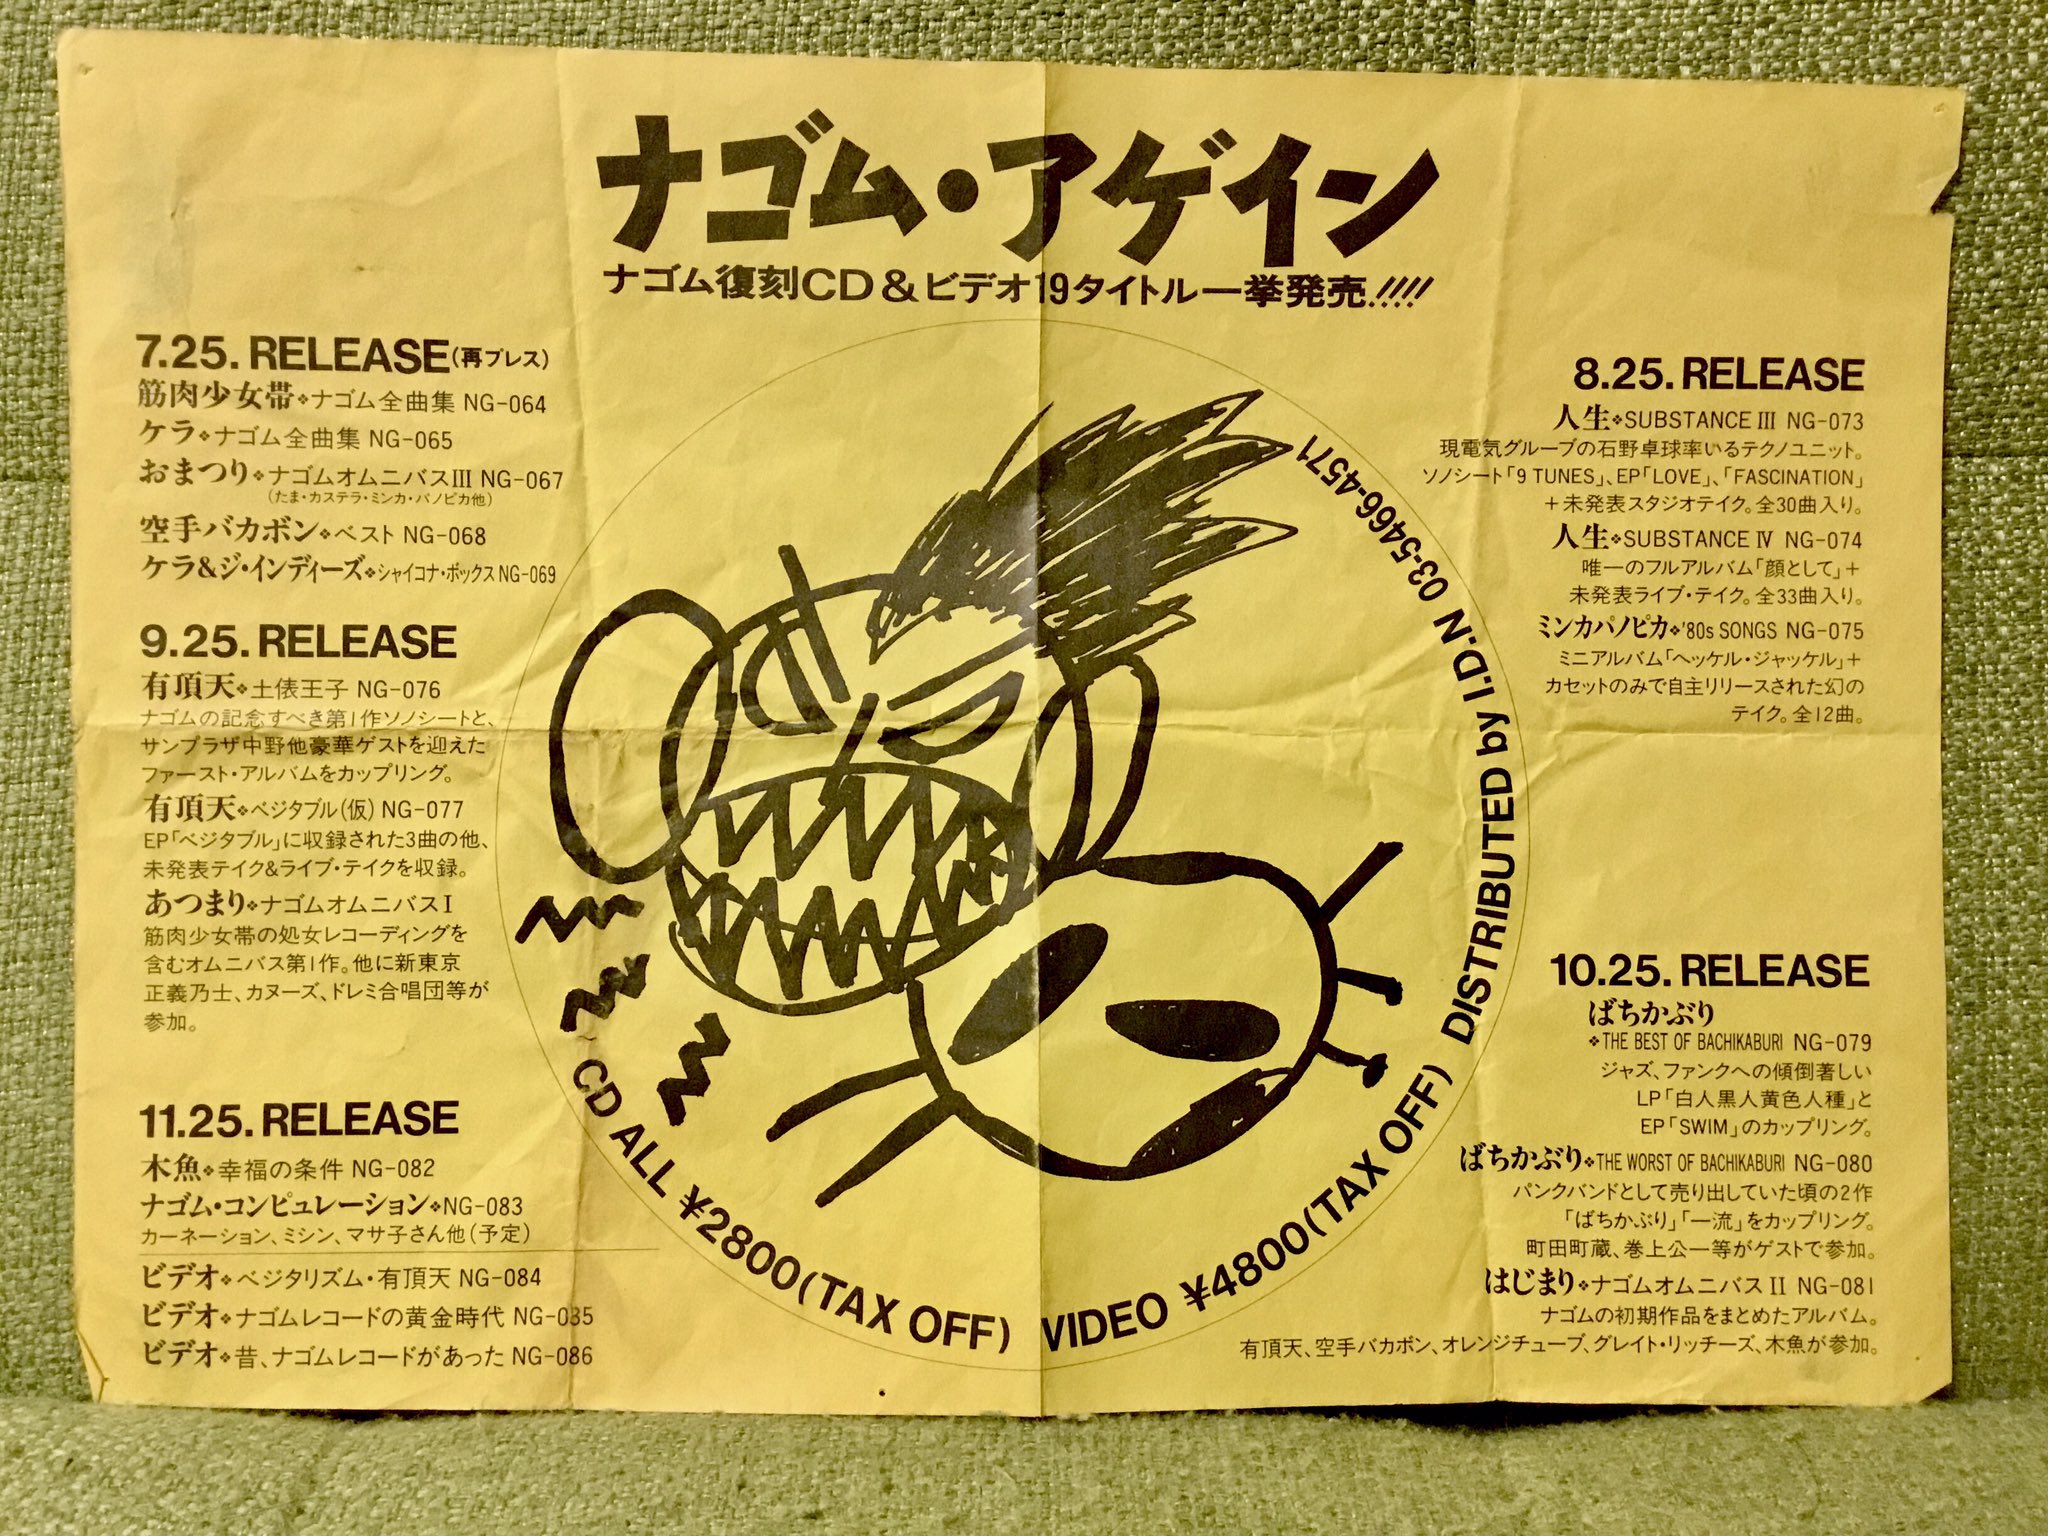 ナゴム・アゲイン
ナゴム復刻CD&ビデオ19タイトル一挙発売!!!!
7.25. RELEASE(再プレス)
筋肉少女帯❖ナゴム全曲集 NG-064
ケラ❖ナゴム全曲集 NG-065
おまつり❖ナゴムオムニバスIII NG-067
(たま・カステラ・ミンカ・パノピカ他)
空手バカボン❖ベスト NG-068
ケラ&ジ・インディーズ❖シャイコナ・ボックス NG-069
9.25. RELEASE
有頂天❖土俵王子 NG-076
ナゴムの記念すべき第1作ソノシートと、
サンプラザ中野他豪華ゲストを迎えた
ファースト・アルバムをカップリング。
有頂天❖ベジタブル(仮) NG-077
EP「ベジタブル」に収録された3曲の他、
未発表テイク&ライブ・テイクを収録。
あつまり❖ナゴムオムニバスI
筋肉少女帯の処女レコーディングを
含むオムニバス第1作。他に新東京
正義乃士、カヌーズ、ドレミ合唱団等が
参加。
11.25. RELEASE
木魚❖幸福の条件 NG-082
ナゴム・コンピュレーション❖NG-083
カーネーション、ミシン、マサ子さん他(予定)
ビデオ❖ベジタリズム・有頂天 NG-084
ビデオ❖ナゴムレコードの黄金時代 NG-035
ビデオ❖昔、ナゴムレコードがあった NG-086
8.25. RELEASE
人生❖SUBSTANCE III NG-073
現電気グルーブの石野卓球率いるテクノユニット。
ソノシート「9 TUNES」、EP「LOVE」、「FASCINATION」
+未発表スタジオテイク。全30曲入り。
人生❖SUBSTANCE IV NG-074
唯一のフルアルバム「顔として」+
未発表ライブ・テイク。全33曲入り。
ミンカパノピカ❖'80s SONGS NG-075
ミニアルバム「ヘッケル・ジャッケル」+
カセットのみで自主リリースされた幻の
テイク。全12曲。
10.25. RELEASE
ばちかぶり
❖THE BEST OF BACHIKABURI NG-079
ジャズ、ファンクへの傾倒著しい
LP「白人黒人黄色人種」と
EP「SWIM」のカップリング。
ばちかぶり❖THE WORST OF BACHIKABURI NG-080
パンクバンドとして売り出していた頃の2作
「ばちかぶり」「一流」をカップリング。
町田町蔵、巻上公一等がゲストで参加。
はじまり❖ナゴムオムニバスII NG-081
ナゴムの初期作品をまとめたアルバム。
有頂天、空手バカボン、オレンジチューブ、グレイト・リッチーズ、木魚が参加。
CD ALL ¥2800(TAX OFF) VIDEO ¥4800(TAX OFF) DISTRIBUTED by I.D.N 03-5466-4571